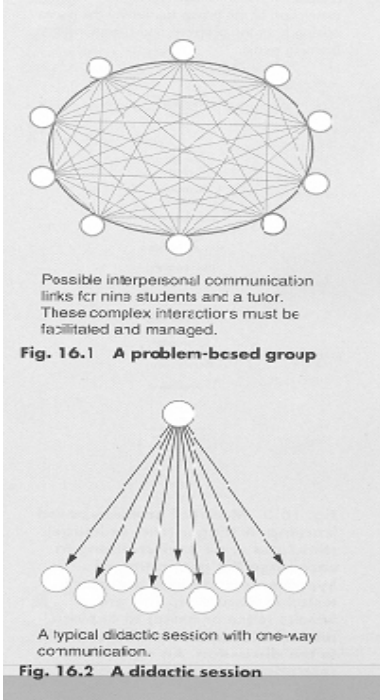 Possible interpersonal communication
links for nine students and a tutor.
These complex interactions must be
facilitated and managed.
Fig. 16.1 A problem-based group
A typical didactic session with one-way
communication.
Fig. 16.2 A didactic session